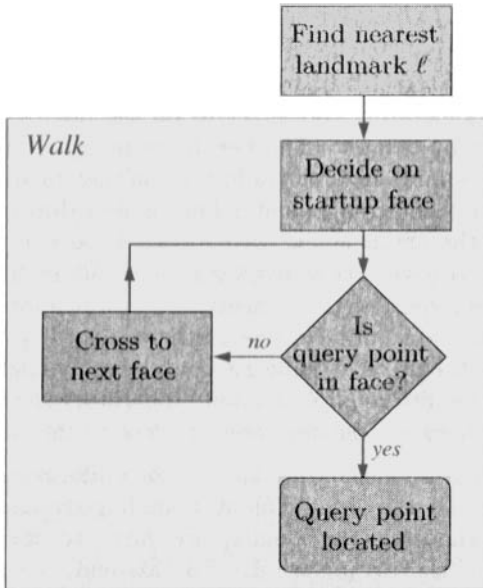 Find nearest
landmark ℓ
Walk
Decide on
startup face
Is
query point
in face?
no
Cross to
next face
yes
Query point
located